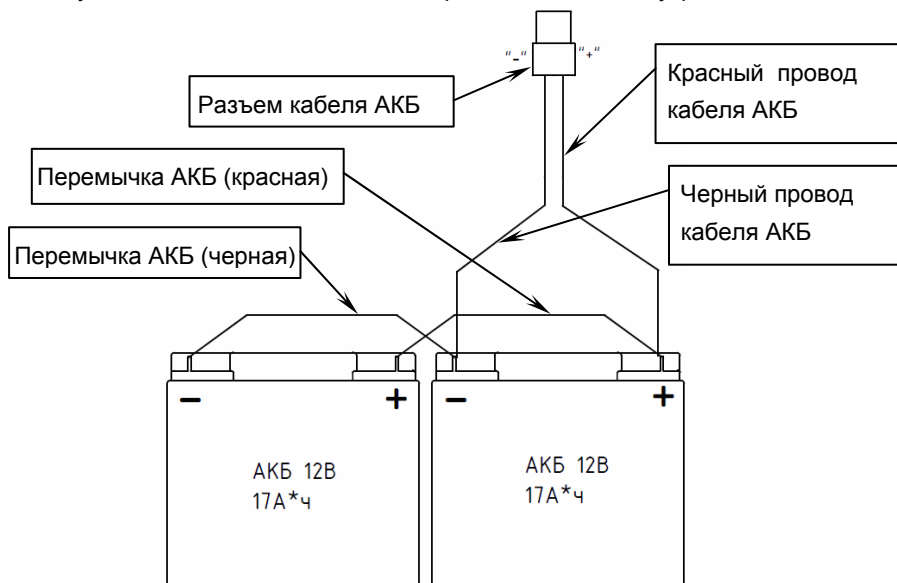 "-"
"+"
Разъем кабеля АКБ
Красный провод
кабеля АКБ
Перемычка АКБ (красная)
Черный провод
кабеля АКБ
Перемычка АКБ (черная)
−
+
−
+
АКБ 12В
17А*ч
АКБ 12В
17А*ч